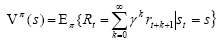 V^π(s) = E_π{R_t = ∑_{k=0}^{∞} γ^k r_{t+k+1} | s_t = s}